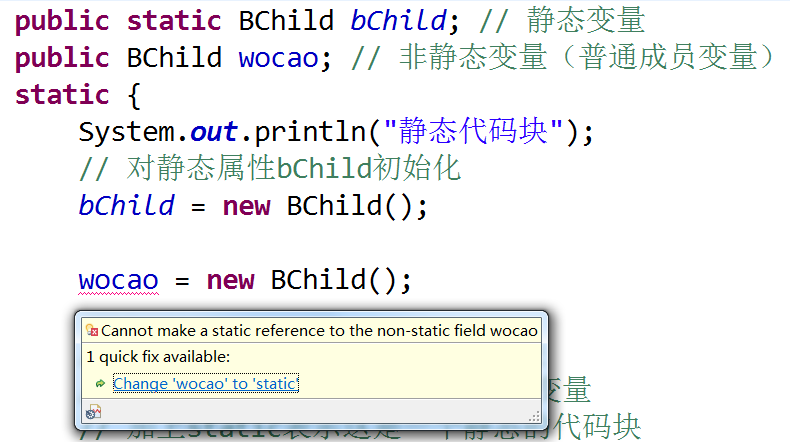 public static BChild bChild; // 静态变量
public BChild wocao; // 非静态变量（普通成员变量）
static {
System.out.println("静态代码块");
// 对静态属性bChild初始化
bChild = new BChild();
wocao = new BChild();
Cannot make a static reference to the non-static field wocao
1 quick fix available:
Change 'wocao' to 'static'
变量
// 加上static表示这是一个静态的代码块